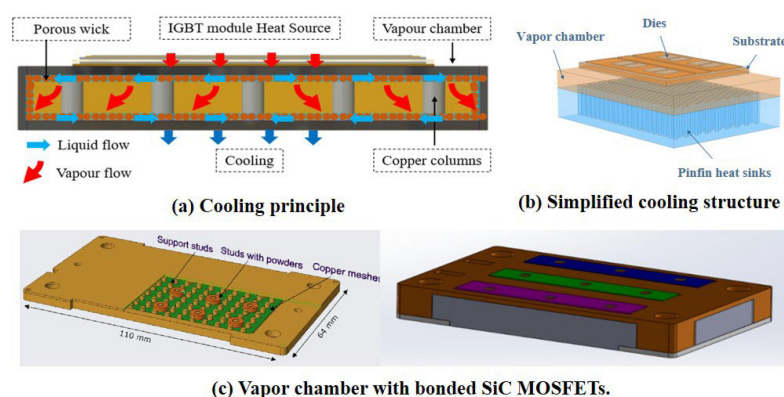 Porous wick
IGBT module Heat Source
Vapour chamber
Liquid flow
Vapour flow
Cooling
Copper columns
(a) Cooling principle
Dies
Vapor chamber
Substrate
Pinfin heat sinks
(b) Simplified cooling structure
Support studs
Studs with powders
Copper meshes
110 mm
64 mm
(c) Vapor chamber with bonded SiC MOSFETs.